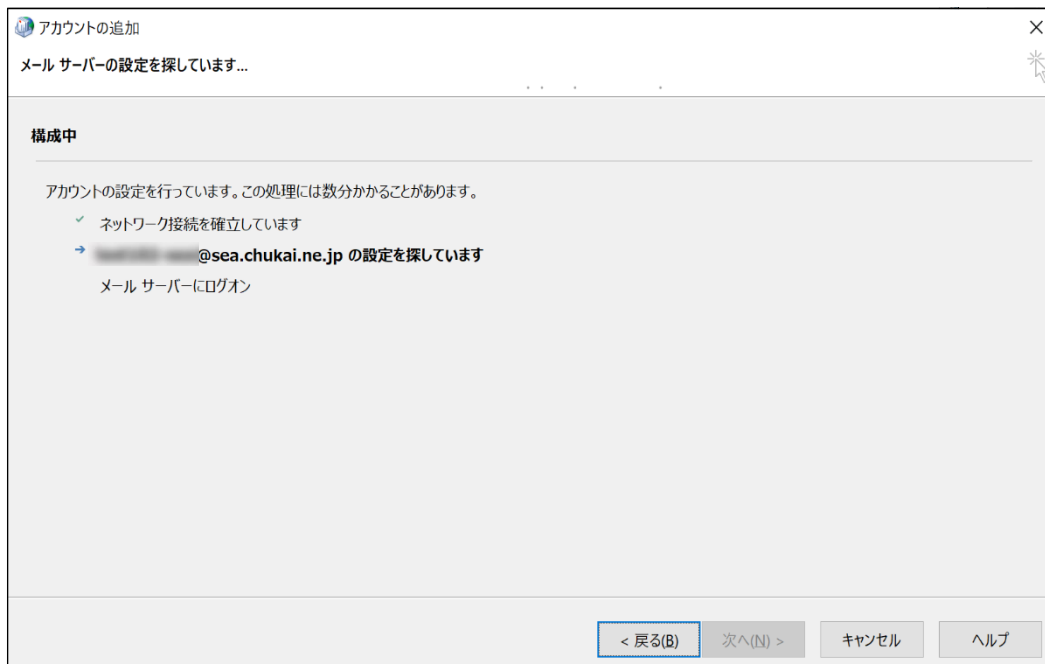 アカウントの追加
メール サーバーの設定を探しています...
構成中
アカウントの設定を行っています。この処理には数分かかることがあります。
ネットワーク接続を確立しています
@sea.chukai.ne.jp の設定を探しています
メール サーバーにログオン
< 戻る(B)
次へ(N) >
キャンセル
ヘルプ